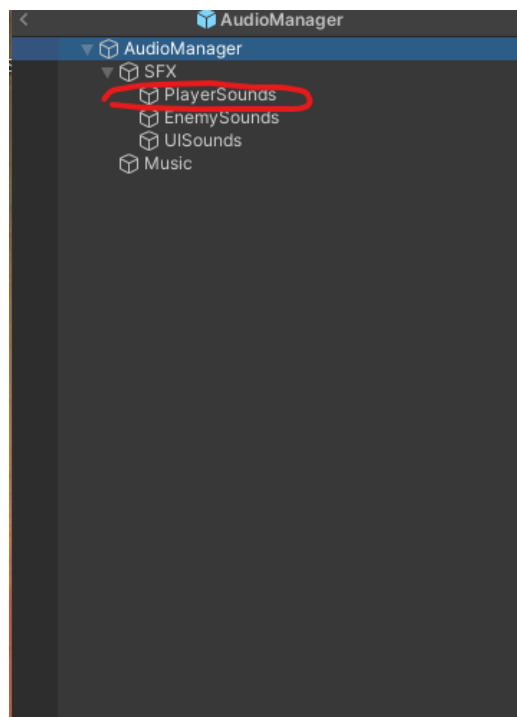 AudioManager
AudioManager
SFX
PlayerSounds
EnemySounds
UISounds
Music